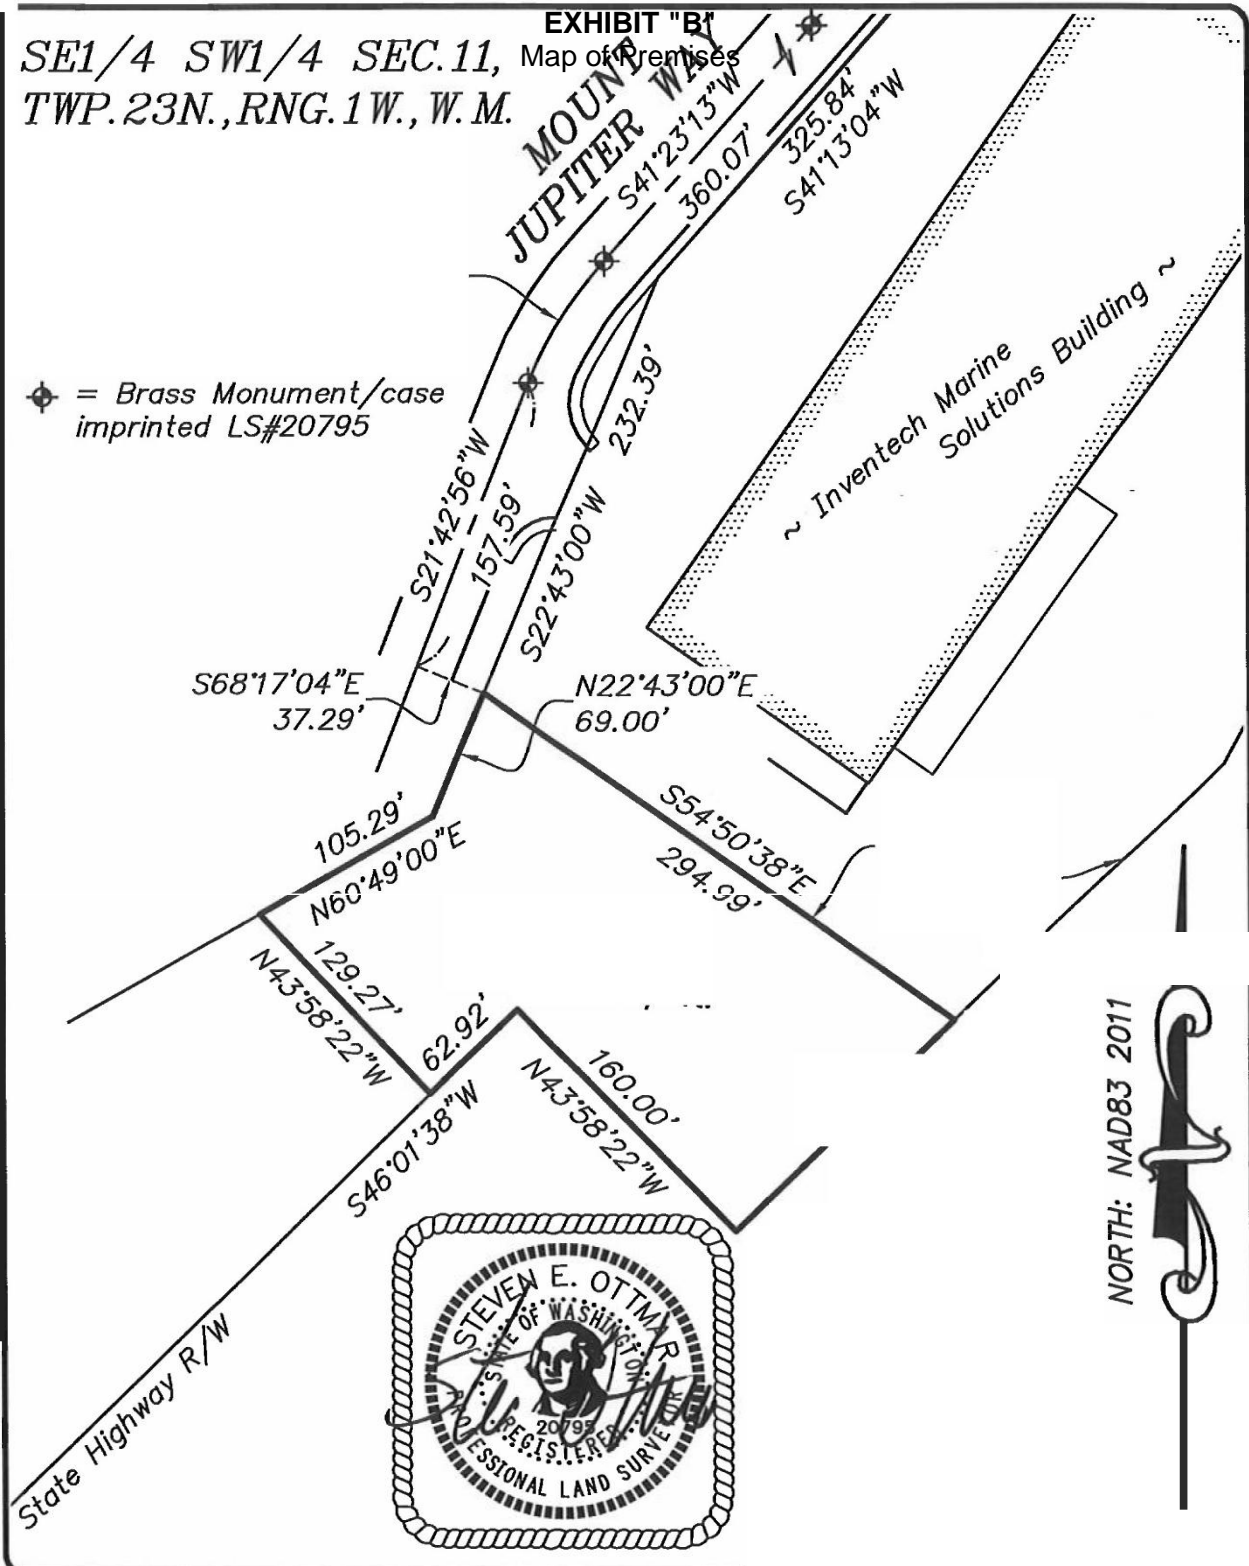 EXHIBIT "B"
Map of Premises
SE1/4 SW1/4 SEC.11,
TWP.23N.,RNG.1W.,W.M.
MOUNT
JUPITER WAY
S41°23'13"W
360.07'
325.84'
S41°13'04"W
= Brass Monument/case
imprinted LS#20795
~ Inventech Marine
Solutions Building ~
232.39'
S21°42'56"W
157.59'
S22°43'00"W
S68°17'04"E
37.29'
N22°43'00"E
69.00'
105.29'
N60°49'00"E
S54°50'38"E
294.99'
129.27'
N43°58'22"W
62.92'
S46°01'38"W
160.00'
N43°58'22"W
NORTH: NAD83 2011
State Highway R/W
STEVEN E. OTTMAR
STATE OF WASHINGTON
20795
REGISTERED
PROFESSIONAL LAND SURVEYOR